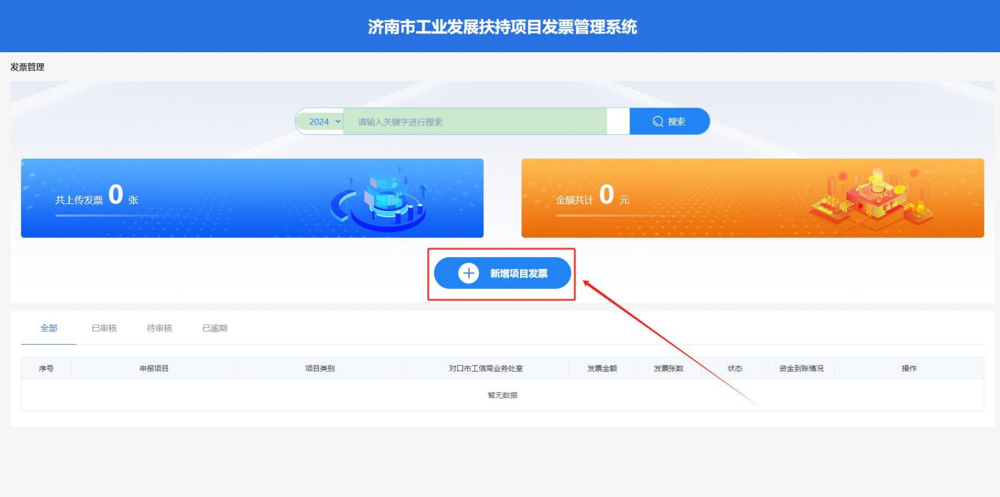 济南市工业发展扶持项目发票管理系统
发票管理
2024 请输入关键字进行搜索 搜索
共上传发票 0 张
金额共计 0 元
新增项目发票
全部 已审核 待审核 已逾期
序号 申报项目 项目类别 对口市工信局业务处室 发票金额 发票张数 状态 资金到账情况 操作
暂无数据